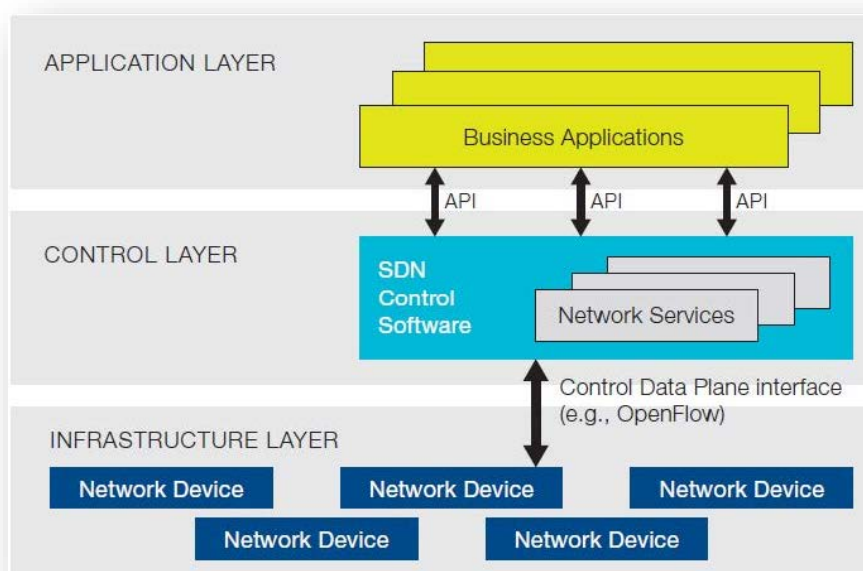 APPLICATION LAYER
Business Applications
API
API
API
CONTROL LAYER
SDN
Control
Software
Network Services
Control Data Plane interface
(e.g., OpenFlow)
INFRASTRUCTURE LAYER
Network Device
Network Device
Network Device
Network Device
Network Device